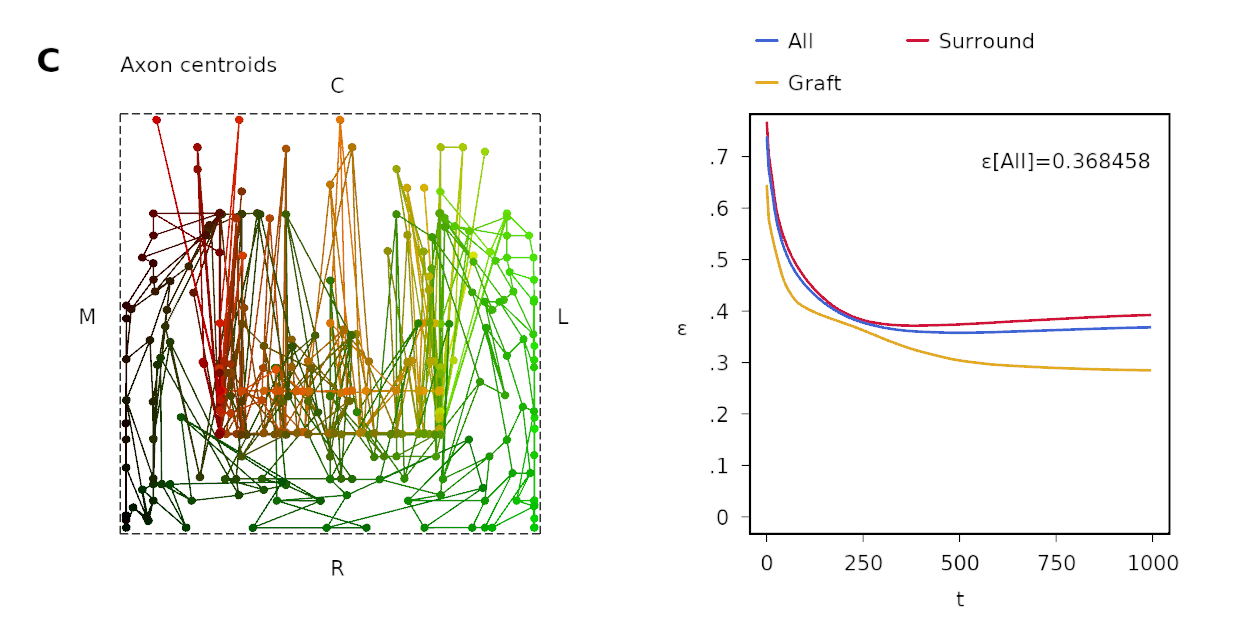 C
Axon centroids
C
M
L
R
All
Surround
Graft
ε[All]=0.368458
.7
.6
.5
.4
.3
.2
.1
0
ε
0 250 500 750 1000
t